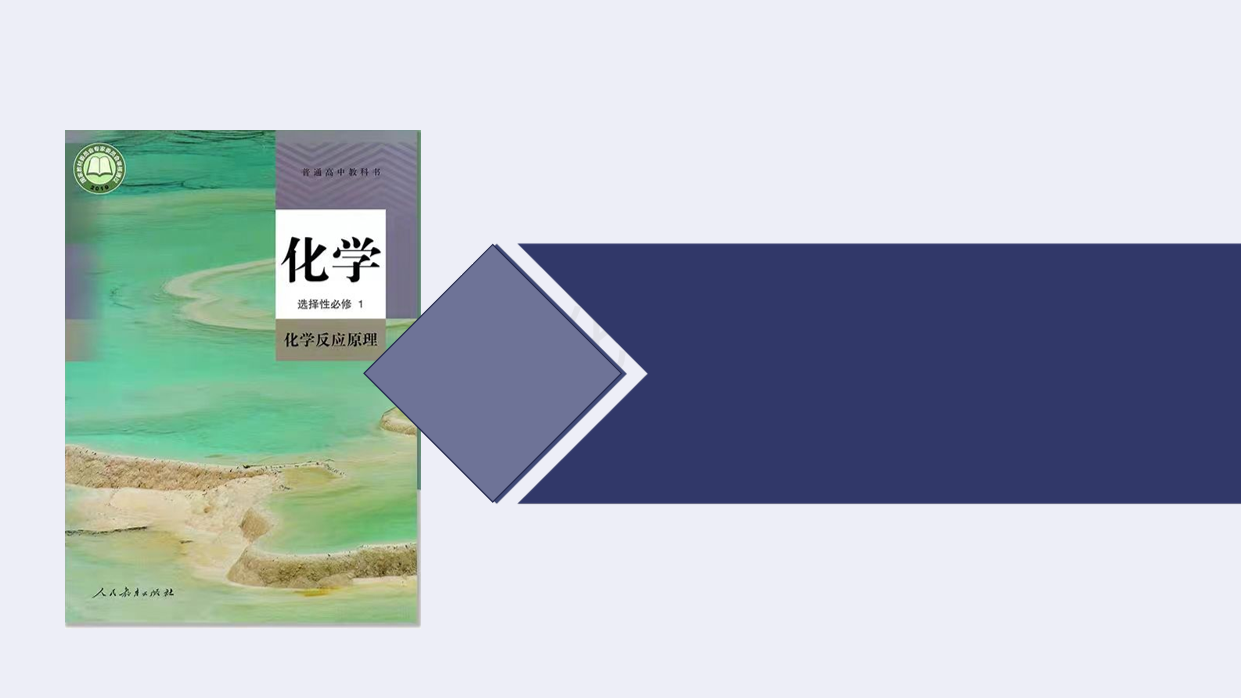 普通高中教科书
化学
选择性必修 1
化学反应原理
人民教育出版社
2019